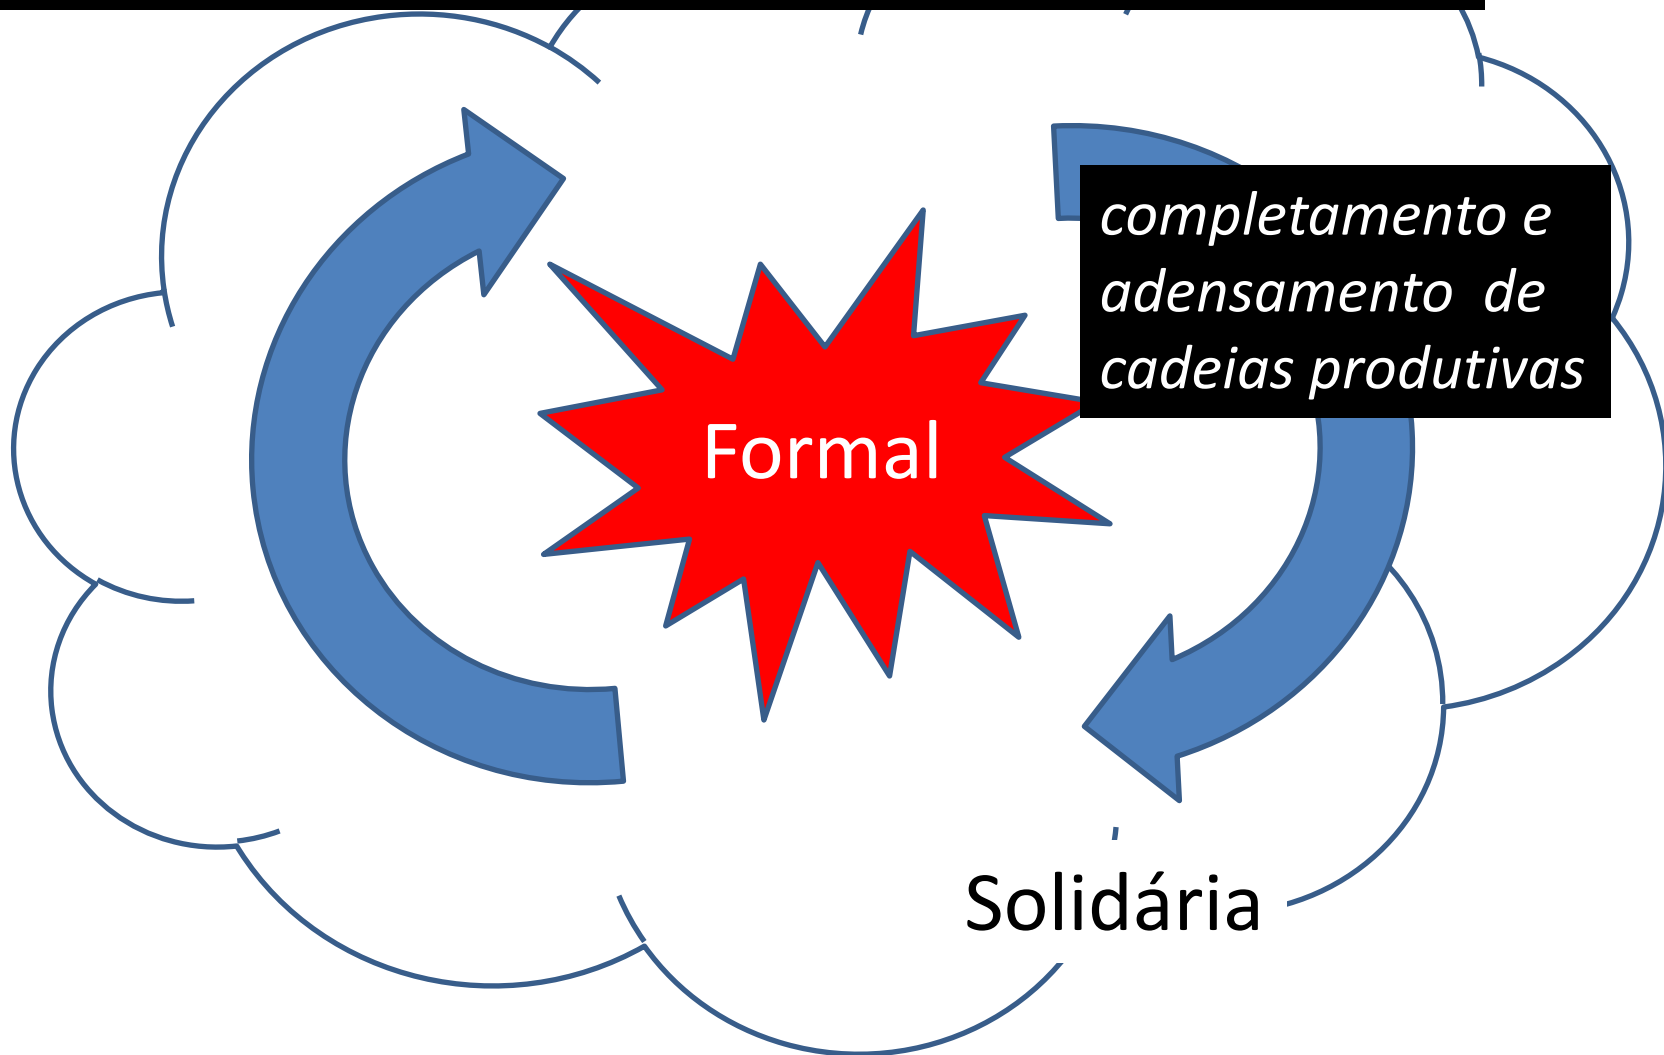 completamento e
adensamento  de
cadeias produtivas
Formal
Solidária